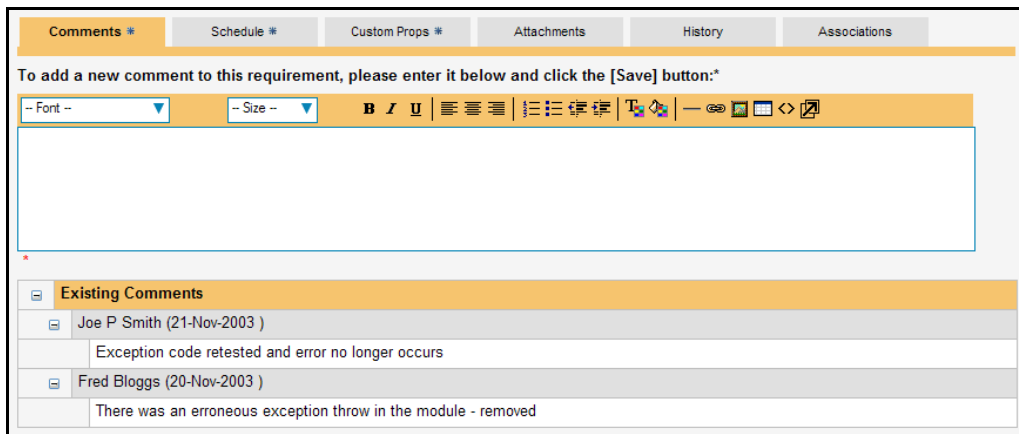 Comments * Schedule * Custom Props * Attachments History Associations
To add a new comment to this requirement, please enter it below and click the [Save] button:*
-- Font -- -- Size -- B I U T <>
*
Existing Comments
Joe P Smith (21-Nov-2003 )
Exception code retested and error no longer occurs
Fred Bloggs (20-Nov-2003 )
There was an erroneous exception throw in the module - removed